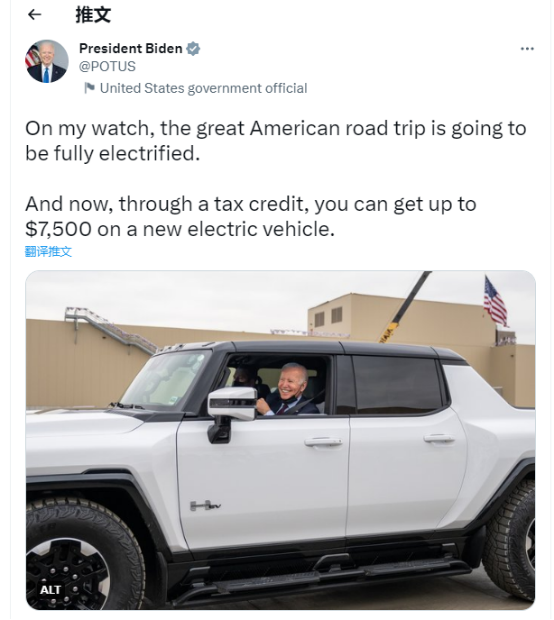 推文
President Biden
@POTUS
United States government official
On my watch, the great American road trip is going to
be fully electrified.
And now, through a tax credit, you can get up to
$7,500 on a new electric vehicle.
翻译推文
HEV
ALT